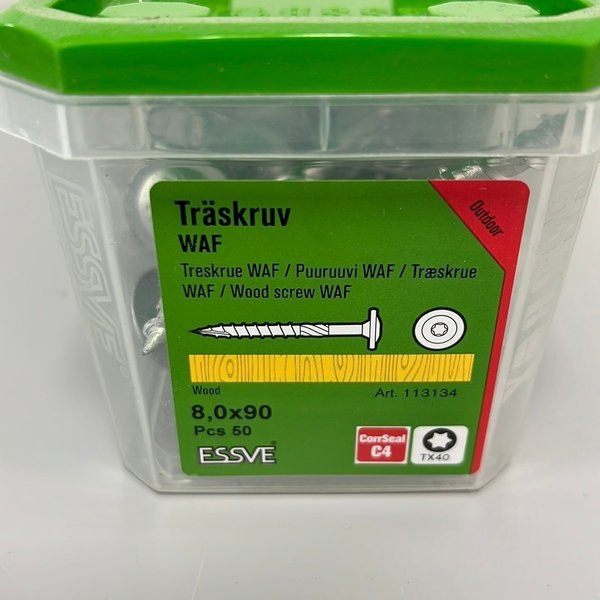 ESSVE
Träskruv
WAF
Outdoor
Treskrue WAF / Puuruuvi WAF / Træskrue
WAF / Wood screw WAF
Wood
Art. 113134
8,0x90
Pcs 50
ESSVE
CorrSeal
C4
TX40